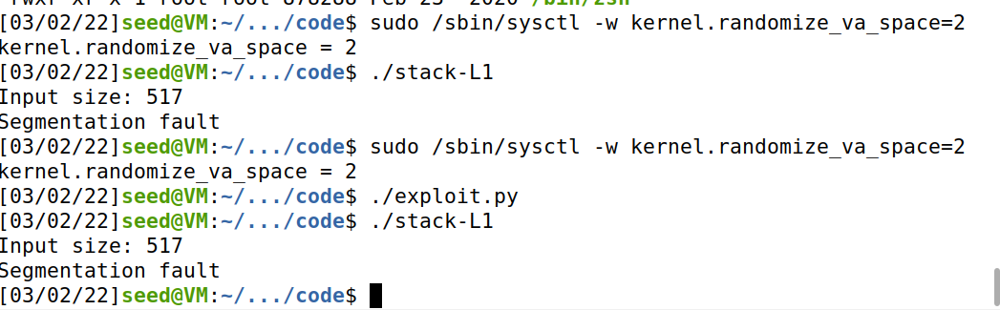 [03/02/22]seed@VM:~/.../code$ sudo /sbin/sysctl -w kernel.randomize_va_space=2
kernel.randomize_va_space = 2
[03/02/22]seed@VM:~/.../code$ ./stack-L1
Input size: 517
Segmentation fault
[03/02/22]seed@VM:~/.../code$ sudo /sbin/sysctl -w kernel.randomize_va_space=2
kernel.randomize_va_space = 2
[03/02/22]seed@VM:~/.../code$ ./exploit.py
[03/02/22]seed@VM:~/.../code$ ./stack-L1
Input size: 517
Segmentation fault
[03/02/22]seed@VM:~/.../code$